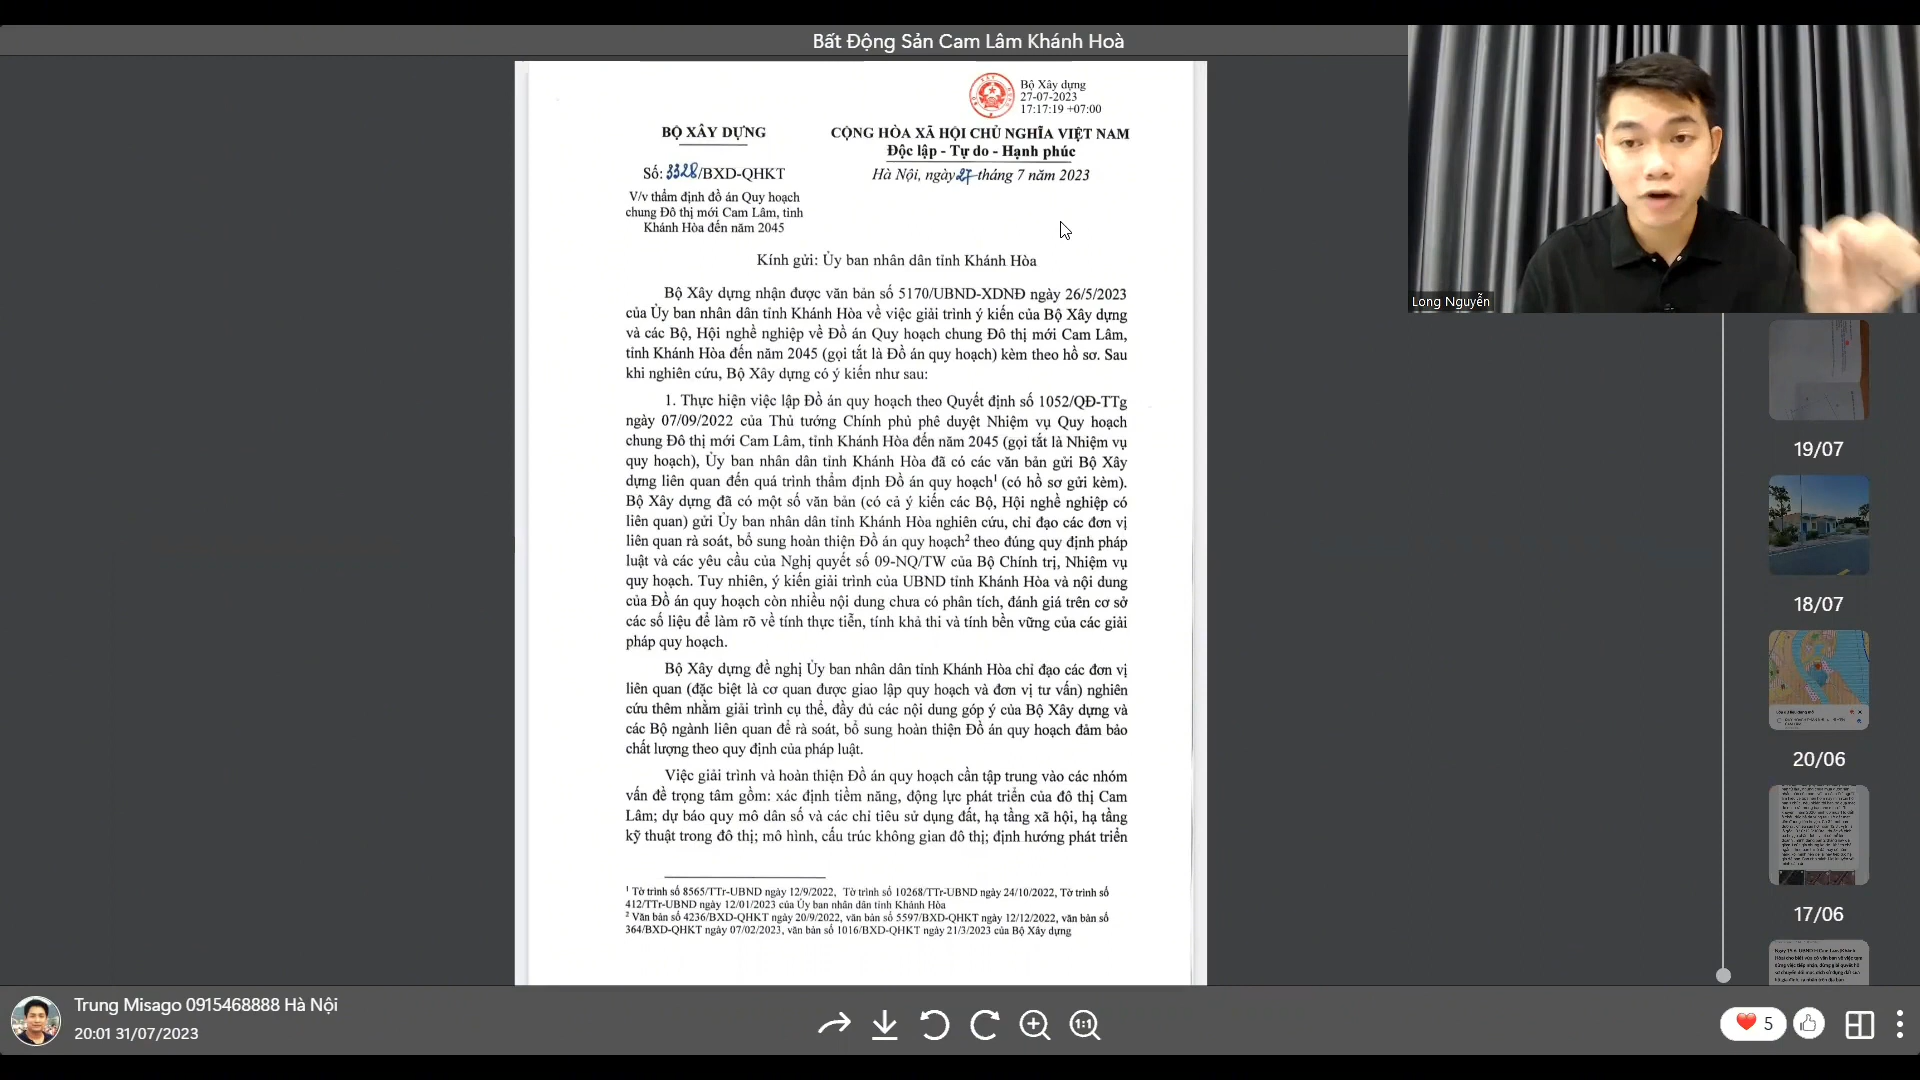 Bất Động Sản Cam Lâm Khánh Hoà
Bộ Xây dựng
27-07-2023
17:17:19 +07:00
BỘ XÂY DỰNG
CỘNG HÒA XÃ HỘI CHỦ NGHĨA VIỆT NAM
Độc lập - Tự do - Hạnh phúc
Số: 3328/BXD-QHKT
Hà Nội, ngày 27 tháng 7 năm 2023
V/v thẩm định đồ án Quy hoạch
chung Đô thị mới Cam Lâm, tỉnh
Khánh Hòa đến năm 2045
Kính gửi: Ủy ban nhân dân tỉnh Khánh Hòa
Bộ Xây dựng nhận được văn bản số 5170/UBND-XDNĐ ngày 26/5/2023
của Ủy ban nhân dân tỉnh Khánh Hòa về việc giải trình ý kiến của Bộ Xây dựng
và các Bộ, Hội nghề nghiệp về Đồ án Quy hoạch chung Đô thị mới Cam Lâm,
tỉnh Khánh Hòa đến năm 2045 (gọi tắt là Đồ án quy hoạch) kèm theo hồ sơ. Sau
khi nghiên cứu, Bộ Xây dựng có ý kiến như sau:
1. Thực hiện việc lập Đồ án quy hoạch theo Quyết định số 1052/QĐ-TTg
ngày 07/09/2022 của Thủ tướng Chính phủ phê duyệt Nhiệm vụ Quy hoạch
chung Đô thị mới Cam Lâm, tỉnh Khánh Hòa đến năm 2045 (gọi tắt là Nhiệm vụ
quy hoạch), Ủy ban nhân dân tỉnh Khánh Hòa đã có các văn bản gửi Bộ Xây
dựng liên quan đến quá trình thẩm định Đồ án quy hoạch¹ (có hồ sơ gửi kèm).
Bộ Xây dựng đã có một số văn bản (có cả ý kiến các Bộ, Hội nghề nghiệp có
liên quan) gửi Ủy ban nhân dân tỉnh Khánh Hòa nghiên cứu, chỉ đạo các đơn vị
liên quan rà soát, bổ sung hoàn thiện Đồ án quy hoạch² theo đúng quy định pháp
luật và các yêu cầu của Nghị quyết số 09-NQ/TW của Bộ Chính trị, Nhiệm vụ
quy hoạch. Tuy nhiên, ý kiến giải trình của UBND tỉnh Khánh Hòa và nội dung
của Đồ án quy hoạch còn nhiều nội dung chưa có phân tích, đánh giá trên cơ sở
các số liệu để làm rõ về tính thực tiễn, tính khả thi và tính bền vững của các giải
pháp quy hoạch.
Bộ Xây dựng đề nghị Ủy ban nhân dân tỉnh Khánh Hòa chỉ đạo các đơn vị
liên quan (đặc biệt là cơ quan được giao lập quy hoạch và đơn vị tư vấn) nghiên
cứu thêm nhằm giải trình cụ thể, đầy đủ các nội dung góp ý của Bộ Xây dựng và
các Bộ ngành liên quan để rà soát, bổ sung hoàn thiện Đồ án quy hoạch đảm bảo
chất lượng theo quy định của pháp luật.
Việc giải trình và hoàn thiện Đồ án quy hoạch cần tập trung vào các nhóm
vấn đề trọng tâm gồm: xác định tiềm năng, động lực phát triển của đô thị Cam
Lâm; dự báo quy mô dân số và các chỉ tiêu sử dụng đất, hạ tầng xã hội, hạ tầng
kỹ thuật trong đô thị; mô hình, cấu trúc không gian đô thị; định hướng phát triển
¹ Tờ trình số 8565/TTr-UBND ngày 12/9/2022, Tờ trình số 10268/TTr-UBND ngày 24/10/2022, Tờ trình số
412/TTr-UBND ngày 12/01/2023 của Ủy ban nhân dân tỉnh Khánh Hòa
² Văn bản số 4236/BXD-QHKT ngày 20/9/2022, văn bản số 5597/BXD-QHKT ngày 12/12/2022, văn bản số
364/BXD-QHKT ngày 07/02/2023, văn bản số 1016/BXD-QHKT ngày 21/3/2023 của Bộ Xây dựng
Long Nguyễn
19/07
18/07
20/06
17/06
Trung Misago 0915468888 Hà Nội
20:01 31/07/2023
1:1
5